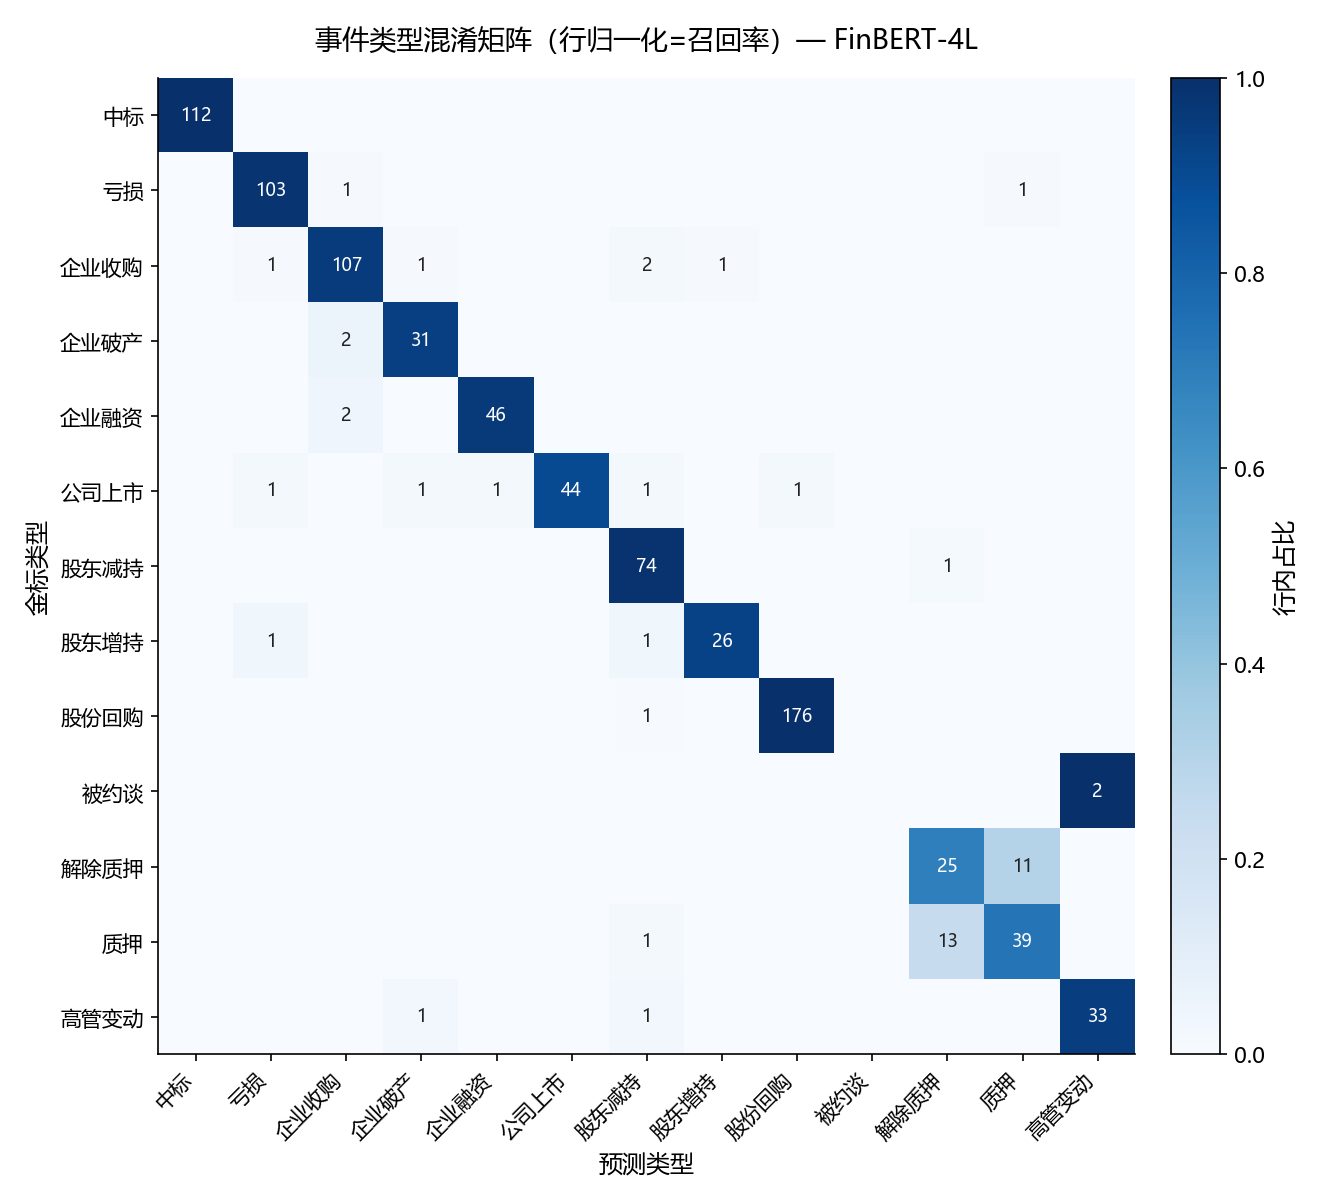 事件类型混淆矩阵（行归一化=召回率）— FinBERT-4L
金标类型
中标 112
亏损 103 1 1
企业收购 1 107 1 2 1
企业破产 2 31
企业融资 2 46
公司上市 1 1 1 44 1 1
股东减持 74 1
股东增持 1 1 26
股份回购 1 176
被约谈 2
解除质押 25 11
质押 1 13 39
高管变动 1 1 33
中标 亏损 企业收购 企业破产 企业融资 公司上市 股东减持 股东增持 股份回购 被约谈 解除质押 质押 高管变动
预测类型
1.0
0.8
0.6
0.4
0.2
0.0
行内占比